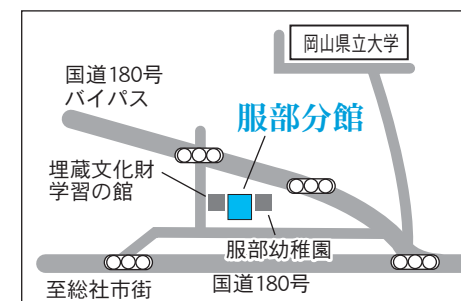 岡山県立大学
国道180号
バイパス
服部分館
埋蔵文化財
学習の館
服部幼稚園
至総社市街
国道180号